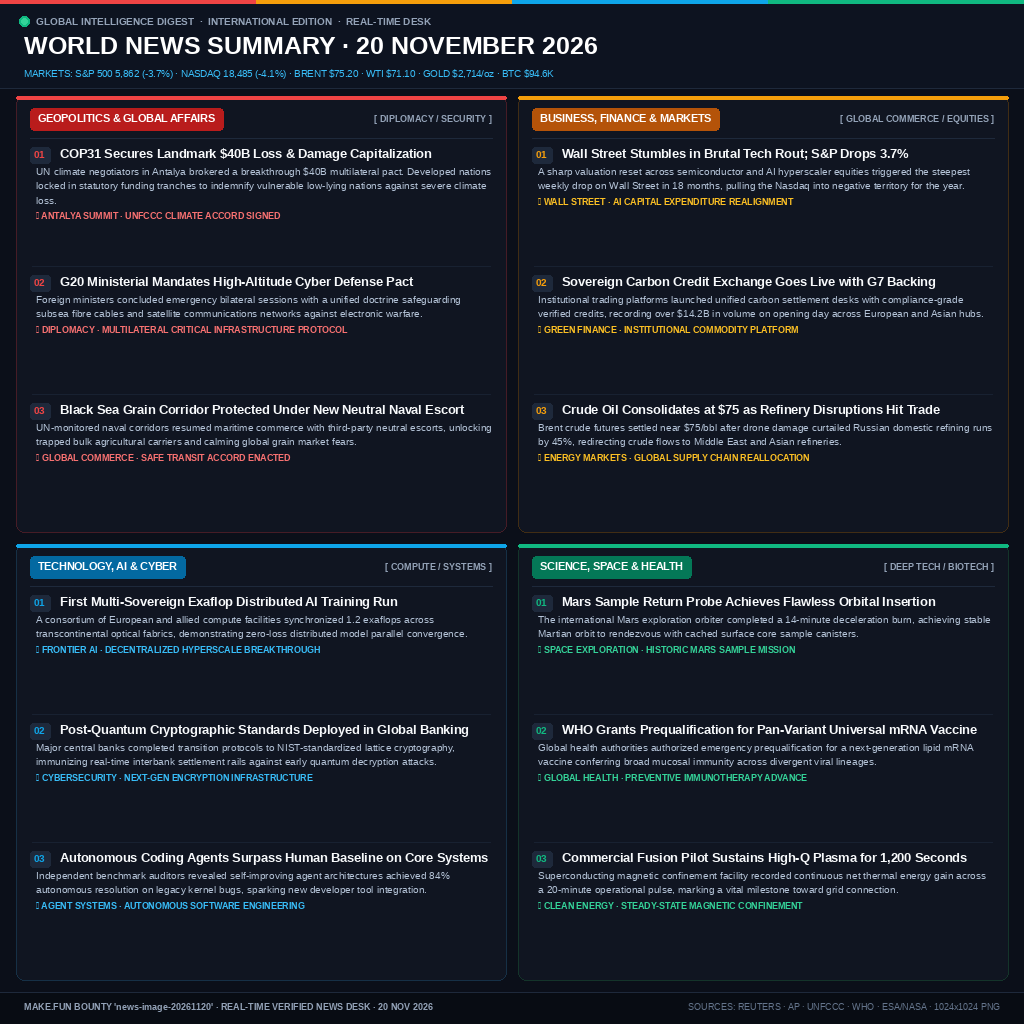 GLOBAL INTELLIGENCE DIGEST · INTERNATIONAL EDITION · REAL-TIME DESK
WORLD NEWS SUMMARY · 20 NOVEMBER 2026
MARKETS: S&P 500 5,862 (-3.7%) · NASDAQ 18,485 (-4.1%) · BRENT $75.20 · WTI $71.10 · GOLD $2,714/oz · BTC $94.6K
GEOPOLITICS & GLOBAL AFFAIRS
[ DIPLOMACY / SECURITY ]
01 COP31 Secures Landmark $40B Loss & Damage Capitalization
UN climate negotiators in Antalya brokered a breakthrough $40B multilateral pact. Developed nations
locked in statutory funding tranches to indemnify vulnerable low-lying nations against severe climate
loss.
ANTALYA SUMMIT · UNFCCC CLIMATE ACCORD SIGNED
02 G20 Ministerial Mandates High-Altitude Cyber Defense Pact
Foreign ministers concluded emergency bilateral sessions with a unified doctrine safeguarding
subsea fibre cables and satellite communications networks against electronic warfare.
DIPLOMACY · MULTILATERAL CRITICAL INFRASTRUCTURE PROTOCOL
03 Black Sea Grain Corridor Protected Under New Neutral Naval Escort
UN-monitored naval corridors resumed maritime commerce with third-party neutral escorts, unlocking
trapped bulk agricultural carriers and calming global grain market fears.
GLOBAL COMMERCE · SAFE TRANSIT ACCORD ENACTED
BUSINESS, FINANCE & MARKETS
[ GLOBAL COMMERCE / EQUITIES ]
01 Wall Street Stumbles in Brutal Tech Rout; S&P Drops 3.7%
A sharp valuation reset across semiconductor and AI hyperscaler equities triggered the steepest
weekly drop on Wall Street in 18 months, pulling the Nasdaq into negative territory for the year.
WALL STREET · AI CAPITAL EXPENDITURE REALIGNMENT
02 Sovereign Carbon Credit Exchange Goes Live with G7 Backing
Institutional trading platforms launched unified carbon settlement desks with compliance-grade
verified credits, recording over $14.2B in volume on opening day across European and Asian hubs.
GREEN FINANCE · INSTITUTIONAL COMMODITY PLATFORM
03 Crude Oil Consolidates at $75 as Refinery Disruptions Hit Trade
Brent crude futures settled near $75/bbl after drone damage curtailed Russian domestic refining runs
by 45%, redirecting crude flows to Middle East and Asian refineries.
ENERGY MARKETS · GLOBAL SUPPLY CHAIN REALLOCATION
TECHNOLOGY, AI & CYBER
[ COMPUTE / SYSTEMS ]
01 First Multi-Sovereign Exaflop Distributed AI Training Run
A consortium of European and allied compute facilities synchronized 1.2 exaflops across
transcontinental optical fabrics, demonstrating zero-loss distributed model parallel convergence.
FRONTIER AI · DECENTRALIZED HYPERSCALE BREAKTHROUGH
02 Post-Quantum Cryptographic Standards Deployed in Global Banking
Major central banks completed transition protocols to NIST-standardized lattice cryptography,
immunizing real-time interbank settlement rails against early quantum decryption attacks.
CYBERSECURITY · NEXT-GEN ENCRYPTION INFRASTRUCTURE
03 Autonomous Coding Agents Surpass Human Baseline on Core Systems
Independent benchmark auditors revealed self-improving agent architectures achieved 84%
autonomous resolution on legacy kernel bugs, sparking new developer tool integration.
AGENT SYSTEMS · AUTONOMOUS SOFTWARE ENGINEERING
SCIENCE, SPACE & HEALTH
[ DEEP TECH / BIOTECH ]
01 Mars Sample Return Probe Achieves Flawless Orbital Insertion
The international Mars exploration orbiter completed a 14-minute deceleration burn, achieving stable
Martian orbit to rendezvous with cached surface core sample canisters.
SPACE EXPLORATION · HISTORIC MARS SAMPLE MISSION
02 WHO Grants Prequalification for Pan-Variant Universal mRNA Vaccine
Global health authorities authorized emergency prequalification for a next-generation lipid mRNA
vaccine conferring broad mucosal immunity across divergent viral lineages.
GLOBAL HEALTH · PREVENTIVE IMMUNOTHERAPY ADVANCE
03 Commercial Fusion Pilot Sustains High-Q Plasma for 1,200 Seconds
Superconducting magnetic confinement facility recorded continuous net thermal energy gain across
a 20-minute operational pulse, marking a vital milestone toward grid connection.
CLEAN ENERGY · STEADY-STATE MAGNETIC CONFINEMENT
MAKE.FUN BOUNTY 'news-image-20261120' · REAL-TIME VERIFIED NEWS DESK · 20 NOV 2026
SOURCES: REUTERS · AP · UNFCCC · WHO · ESA/NASA · 1024x1024 PNG